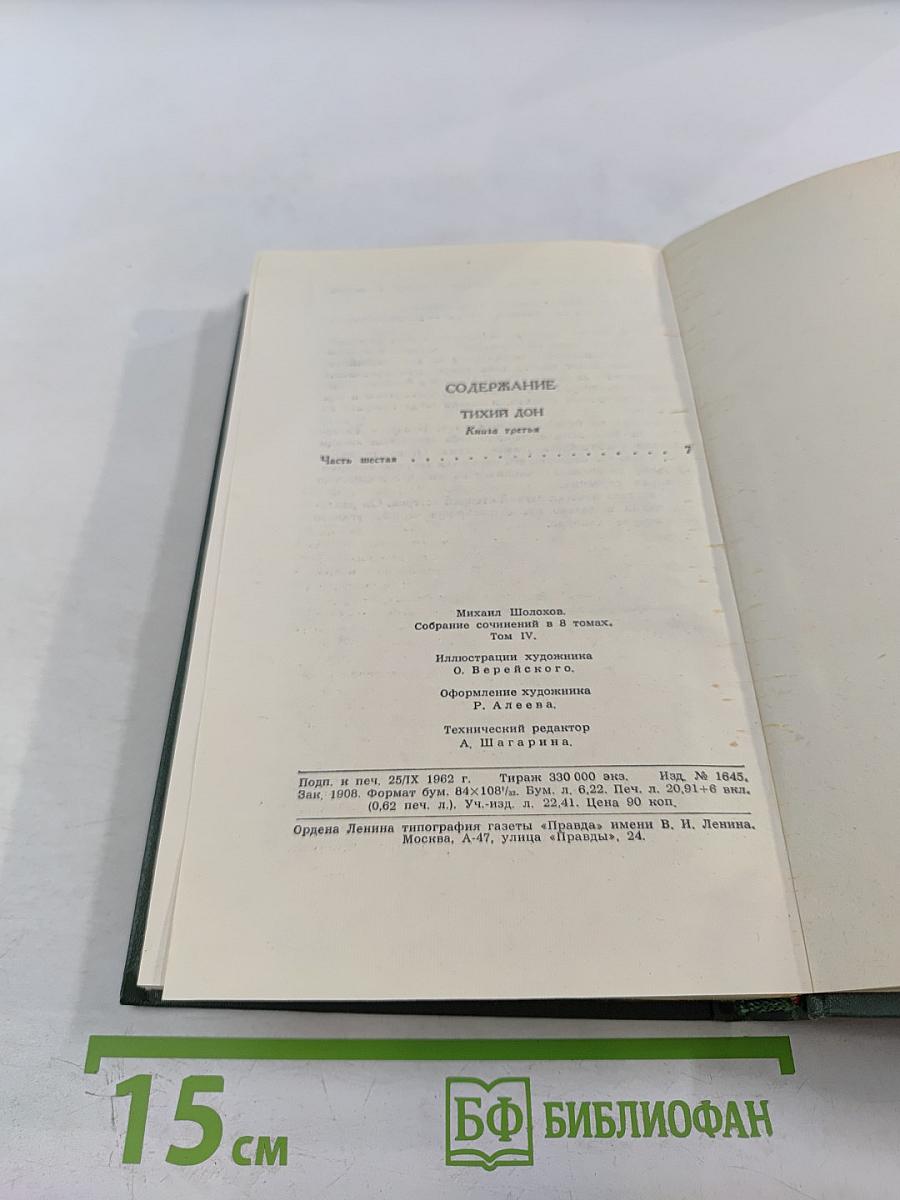 СОДЕРЖАНИЕ
ТИХИЙ ДОН
Книга третья
Часть шестая . . . . . . . . . . . . . . . . . . 7
Михаил Шолохов.
Собрание сочинений в 8 томах.
Том IV.
Иллюстрации художника
О. Верейского.
Оформление художника
Р. Алеева.
Технический редактор
А. Шагарина.
Подп. к печ. 25/IX 1962 г. Тираж 330 000 экз. Изд. № 1645.
Зак. 1908. Формат бум. 84×108¹/₃₂. Бум. л. 6,22. Печ. л. 20,91+6 вкл.
(0,62 печ. л.). Уч.-изд. л. 22,41. Цена 90 коп.
Ордена Ленина типография газеты «Правда» имени В. И. Ленина.
Москва, А-47, улица «Правды», 24.
15 см
БФ БИБЛИОФАН